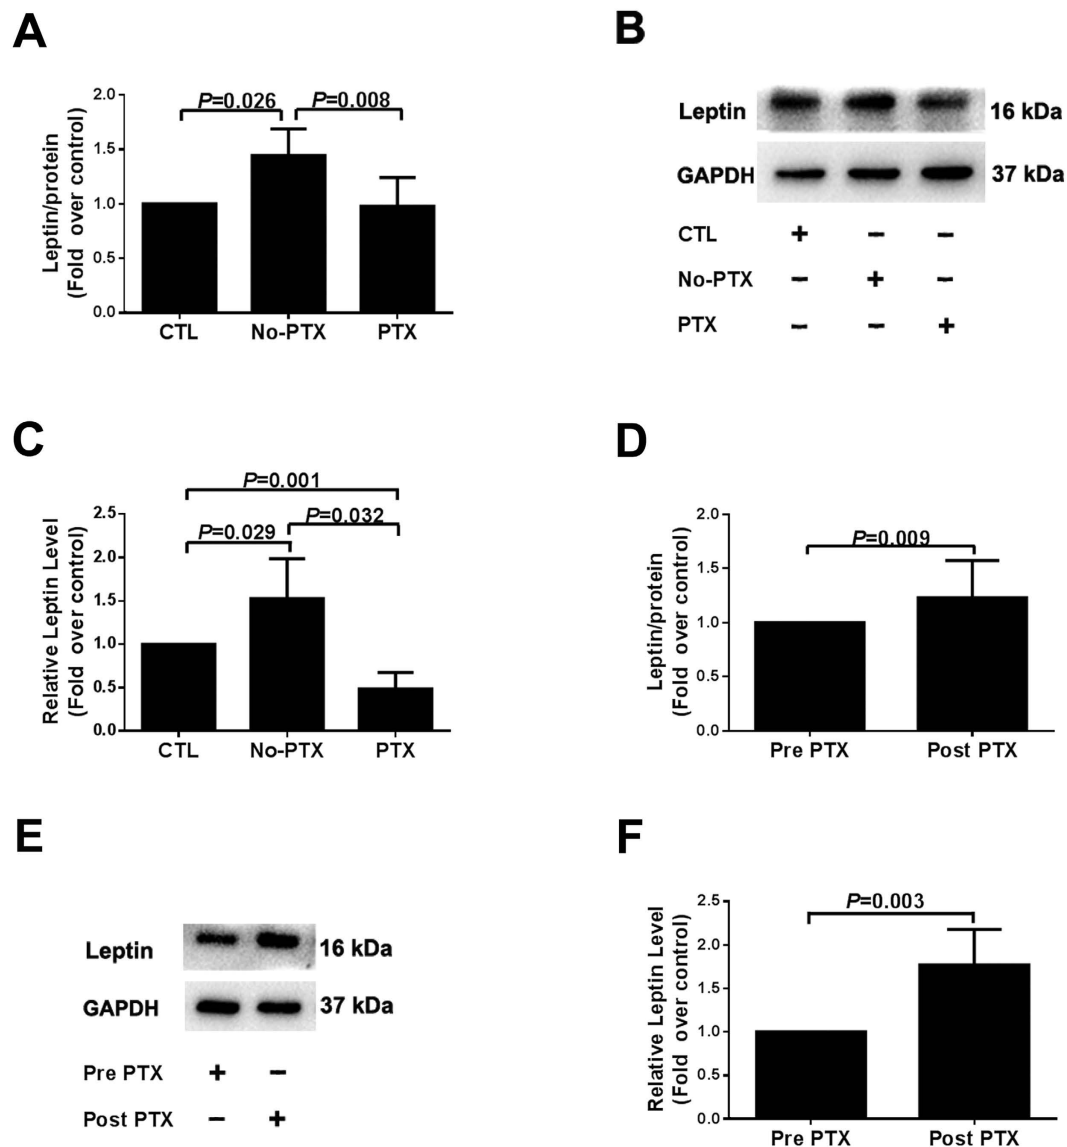 A
Leptin/protein
(Fold over control)
2.0
1.5
1.0
0.5
0.0
P=0.026
P=0.008
CTL No-PTX PTX
B
Leptin 16 kDa
GAPDH 37 kDa
CTL + – –
No-PTX – + –
PTX – – +
C
Relative Leptin Level
(Fold over control)
2.5
2.0
1.5
1.0
0.5
0.0
P=0.001
P=0.029
P=0.032
CTL No-PTX PTX
D
Leptin/protein
(Fold over control)
2.0
1.5
1.0
0.5
0.0
P=0.009
Pre PTX Post PTX
E
Leptin 16 kDa
GAPDH 37 kDa
Pre PTX + –
Post PTX – +
F
Relative Leptin Level
(Fold over control)
2.5
2.0
1.5
1.0
0.5
0.0
P=0.003
Pre PTX Post PTX